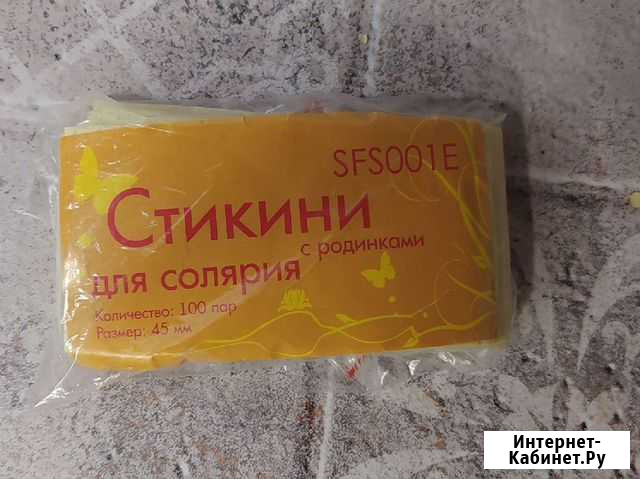 SFS001E
Стикини
с родинками
для солярия
Количество: 100 пар
Размер: 45 мм
Интернет-
Кабинет.Ру